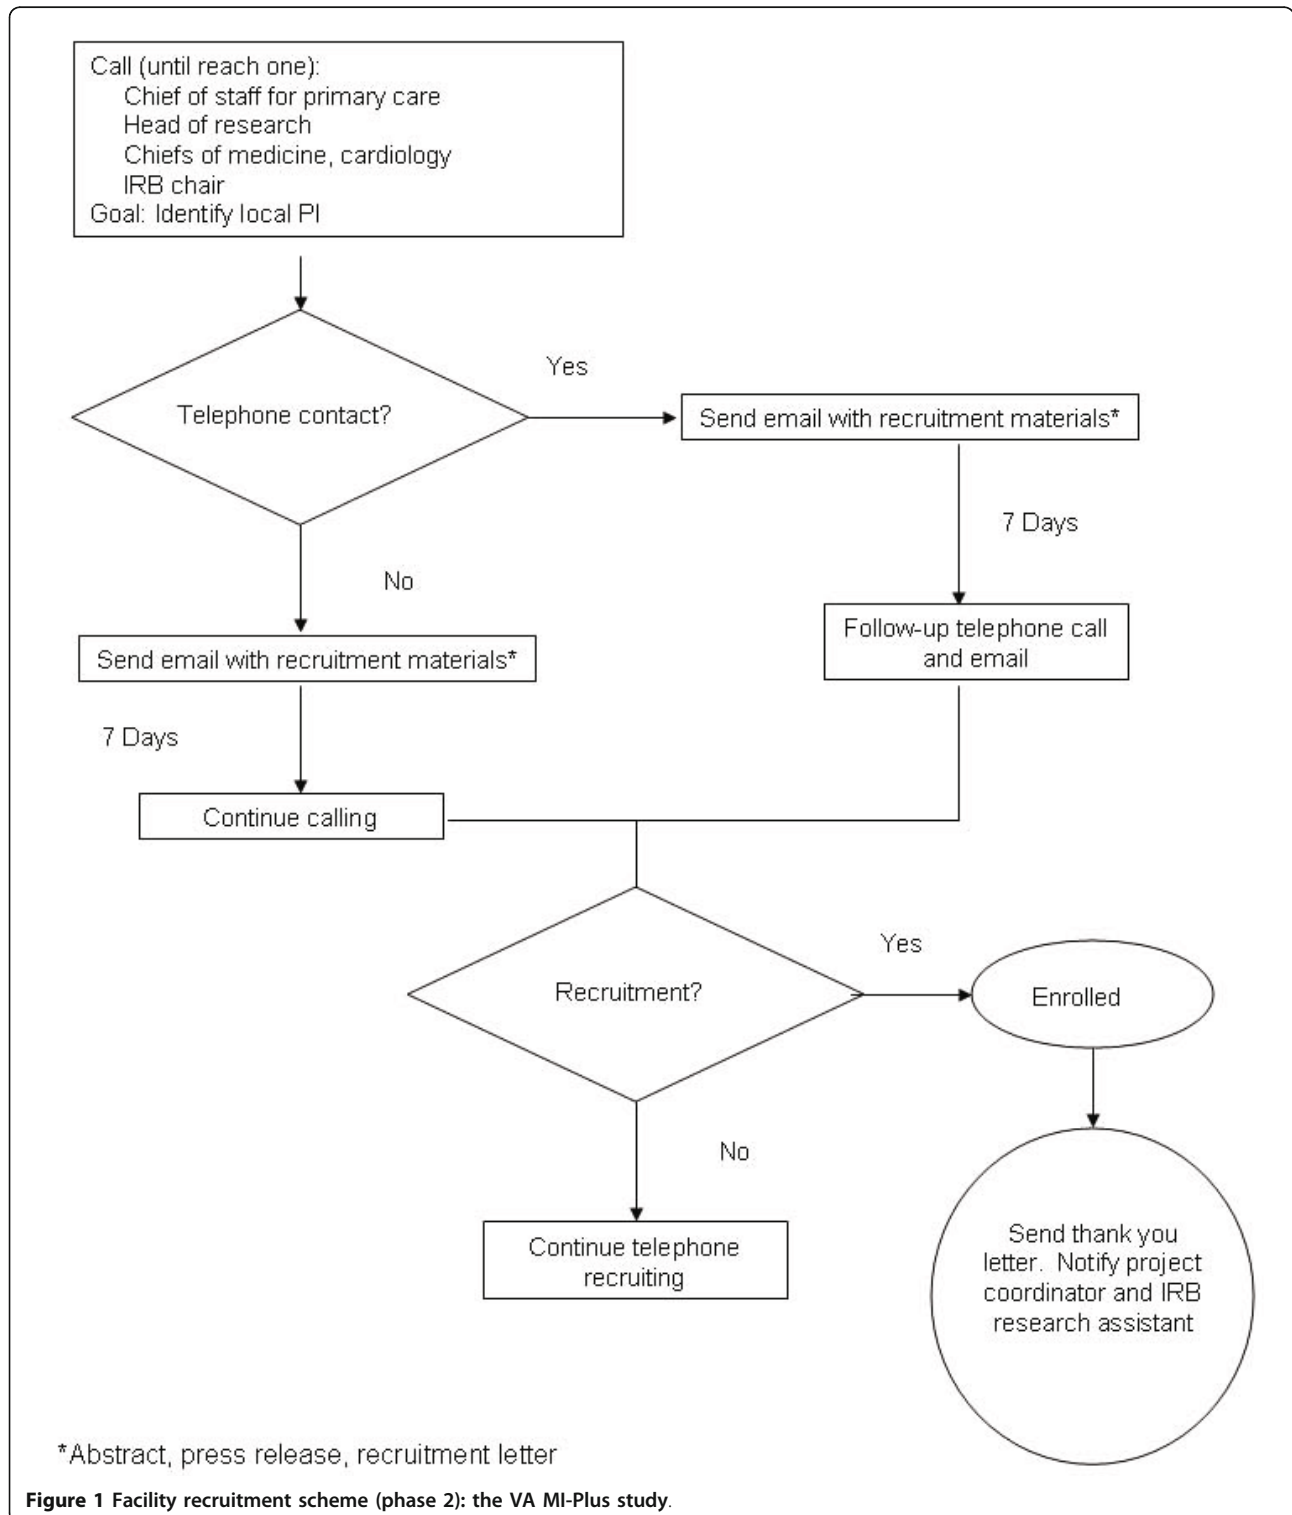 Call (until reach one):
Chief of staff for primary care
Head of research
Chiefs of medicine, cardiology
IRB chair
Goal: Identify local PI
Yes
Telephone contact?
Send email with recruitment materials*
7 Days
No
Follow-up telephone call
and email
Send email with recruitment materials*
7 Days
Continue calling
Yes
Recruitment?
Enrolled
No
Continue telephone
recruiting
Send thank you
letter. Notify project
coordinator and IRB
research assistant
*Abstract, press release, recruitment letter
Figure 1 Facility recruitment scheme (phase 2): the VA MI-Plus study.